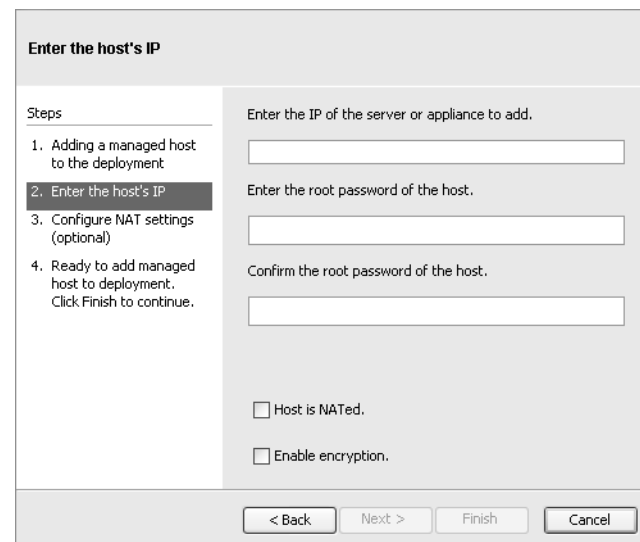 Enter the host's IP
Steps
1. Adding a managed host
to the deployment
2. Enter the host's IP
3. Configure NAT settings
(optional)
4. Ready to add managed
host to deployment.
Click Finish to continue.
Enter the IP of the server or appliance to add.
Enter the root password of the host.
Confirm the root password of the host.
Host is NATed.
Enable encryption.
< Back Next > Finish Cancel